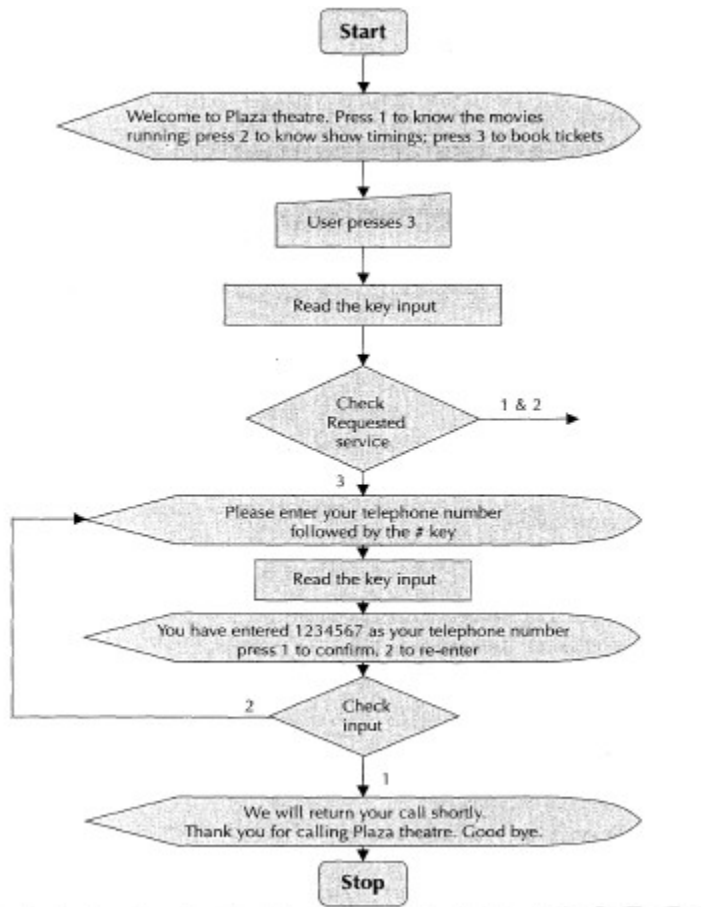 Start
Welcome to Plaza theatre. Press 1 to know the movies
running; press 2 to know show timings; press 3 to book tickets
User presses 3
Read the key input
Check
Requested
service
1 & 2
3
Please enter your telephone number
followed by the # key
Read the key input
You have entered 1234567 as your telephone number
press 1 to confirm, 2 to re-enter
2
Check
input
1
We will return your call shortly.
Thank you for calling Plaza theatre. Good bye.
Stop